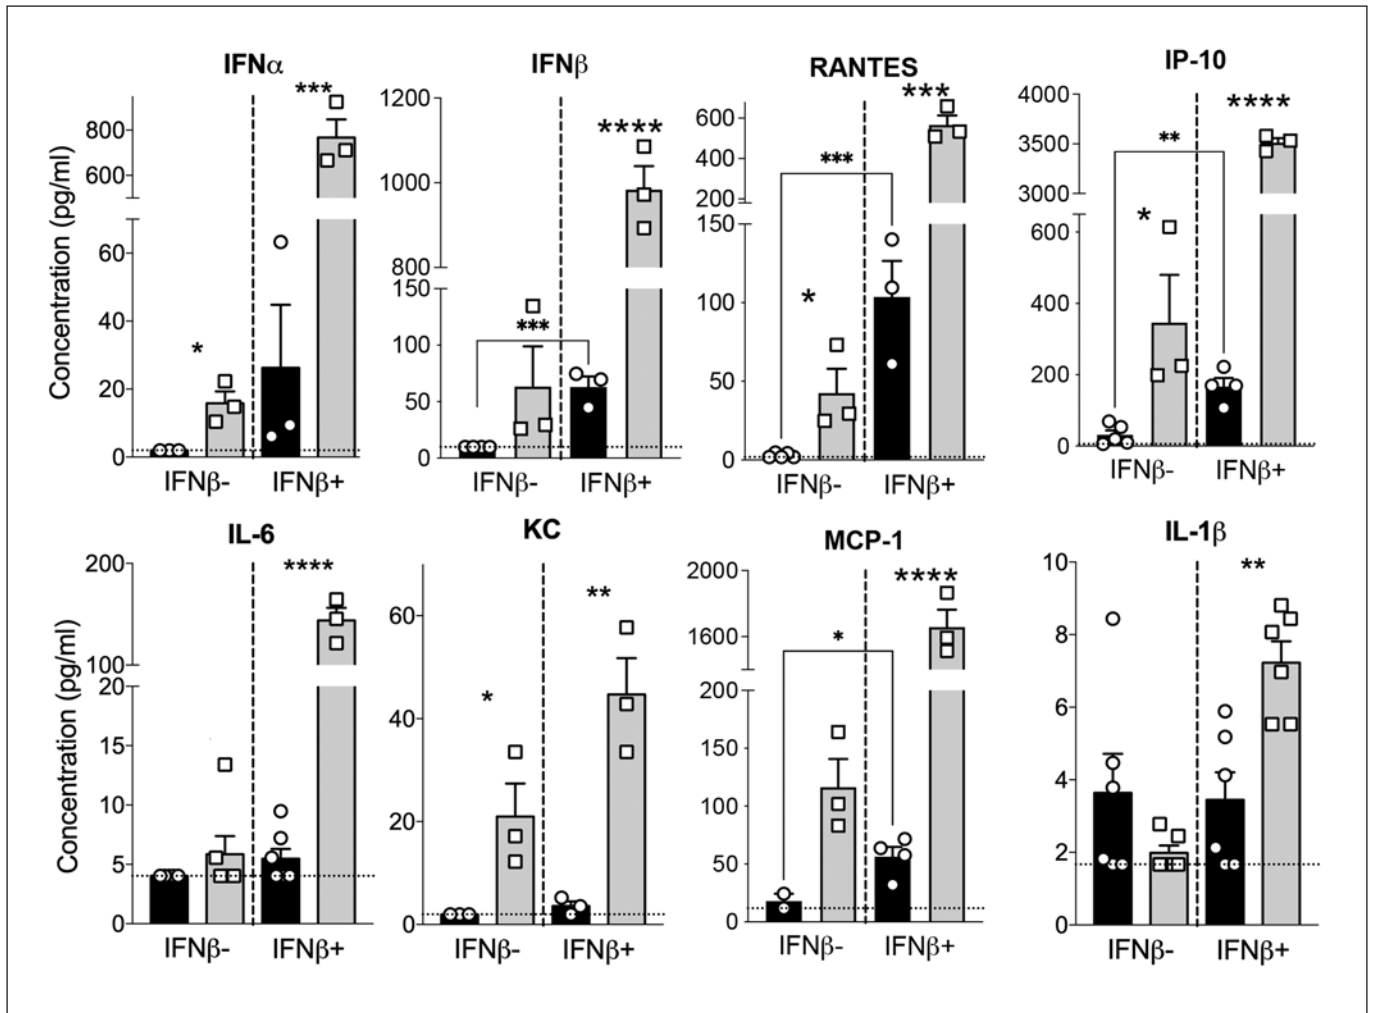 IFNα
IFNβ
RANTES
IP-10
Concentration (pg/ml)
800
600
60
40
20
0
***
*
IFNβ-
IFNβ+
1200
1000
800
150
100
50
0
****
***
IFNβ-
IFNβ+
600
400
200
150
100
50
0
***
***
*
IFNβ-
IFNβ+
4000
3500
3000
600
400
200
0
****
**
*
IFNβ-
IFNβ+
IL-6
KC
MCP-1
IL-1β
Concentration (pg/ml)
200
100
20
15
10
5
0
****
IFNβ-
IFNβ+
60
40
20
0
**
*
IFNβ-
IFNβ+
2000
1600
200
150
100
50
0
****
*
IFNβ-
IFNβ+
10
8
6
4
2
0
**
IFNβ-
IFNβ+